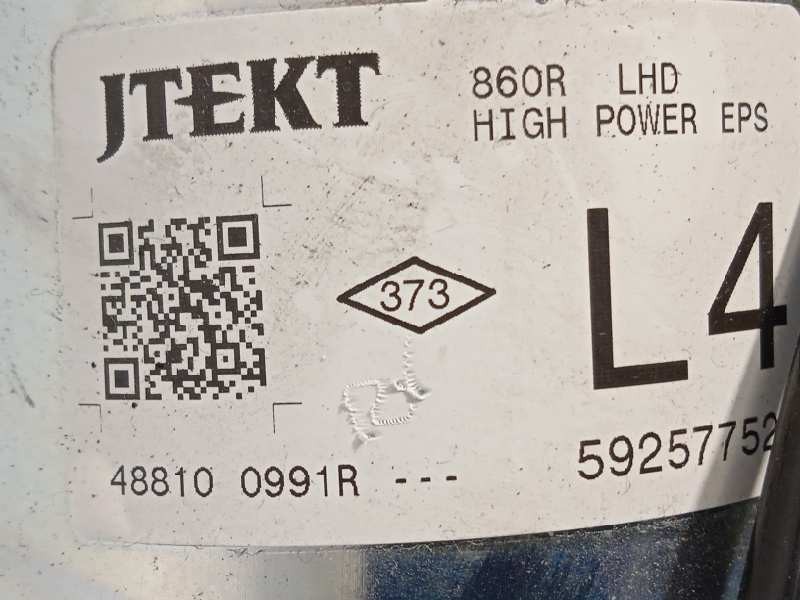 JTEKT
860R LHD
HIGH POWER EPS
373
L4
48810 0991R ---
59257752